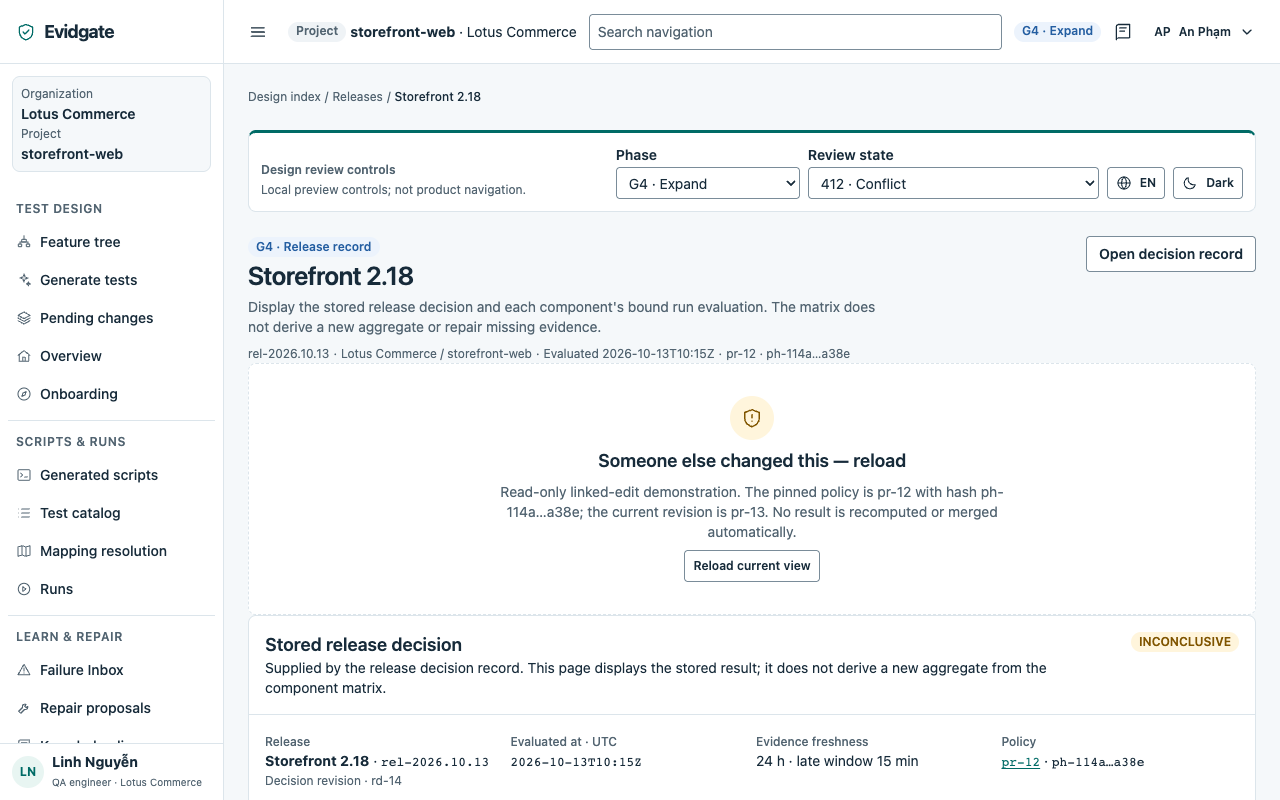 Evidgate
Project storefront-web · Lotus Commerce
Search navigation
G4 · Expand
AP An Phạm
Organization
Lotus Commerce
Project
storefront-web
TEST DESIGN
Feature tree
Generate tests
Pending changes
Overview
Onboarding
SCRIPTS & RUNS
Generated scripts
Test catalog
Mapping resolution
Runs
LEARN & REPAIR
Failure Inbox
Repair proposals
LN
Linh Nguyễn
QA engineer · Lotus Commerce
Design index / Releases / Storefront 2.18
Design review controls
Local preview controls; not product navigation.
Phase
G4 · Expand
Review state
412 · Conflict
EN
Dark
G4 · Release record
Storefront 2.18
Open decision record
Display the stored release decision and each component's bound run evaluation. The matrix does
not derive a new aggregate or repair missing evidence.
rel-2026.10.13 · Lotus Commerce / storefront-web · Evaluated 2026-10-13T10:15Z · pr-12 · ph-114a…a38e
Someone else changed this — reload
Read-only linked-edit demonstration. The pinned policy is pr-12 with hash ph-
114a…a38e; the current revision is pr-13. No result is recomputed or merged
automatically.
Reload current view
Stored release decision
INCONCLUSIVE
Supplied by the release decision record. This page displays the stored result; it does not derive a new aggregate from the
component matrix.
Release
Storefront 2.18 · rel-2026.10.13
Decision revision · rd-14
Evaluated at · UTC
2026-10-13T10:15Z
Evidence freshness
24 h · late window 15 min
Policy
pr-12 · ph-114a…a38e